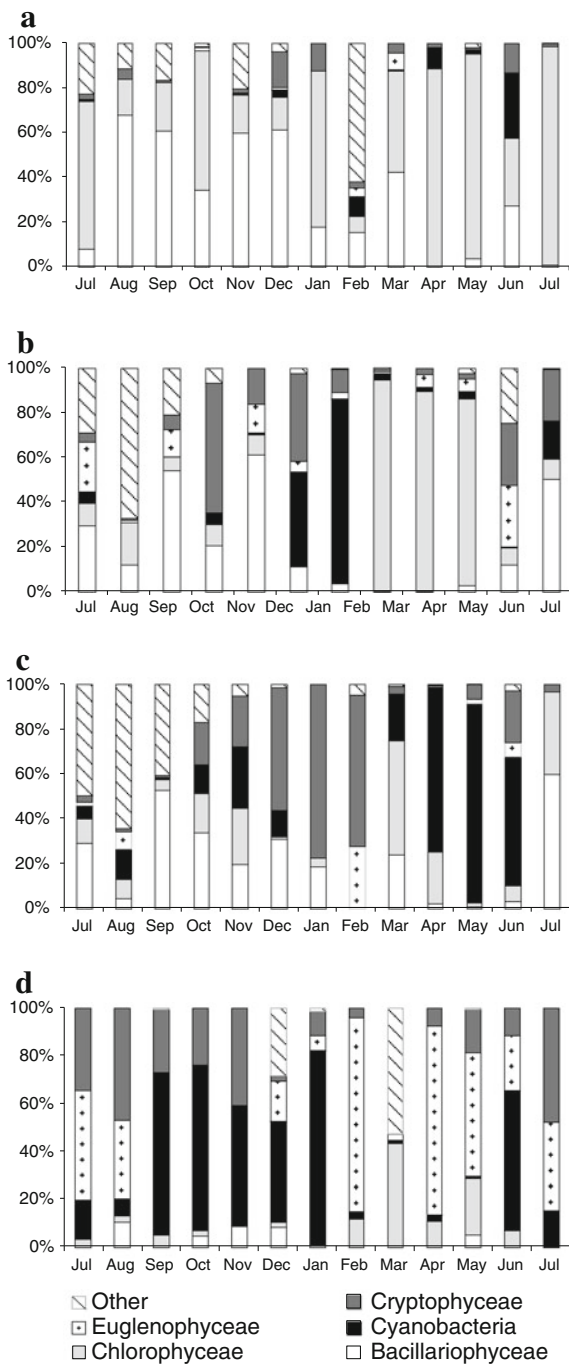 a
100%
80%
60%
40%
20%
0%
Jul Aug Sep Oct Nov Dec Jan Feb Mar Apr May Jun Jul
b
100%
80%
60%
40%
20%
0%
Jul Aug Sep Oct Nov Dec Jan Feb Mar Apr May Jun Jul
c
100%
80%
60%
40%
20%
0%
Jul Aug Sep Oct Nov Dec Jan Feb Mar Apr May Jun Jul
d
100%
80%
60%
40%
20%
0%
Jul Aug Sep Oct Nov Dec Jan Feb Mar Apr May Jun Jul
Other Cryptophyceae
Euglenophyceae Cyanobacteria
Chlorophyceae Bacillariophyceae